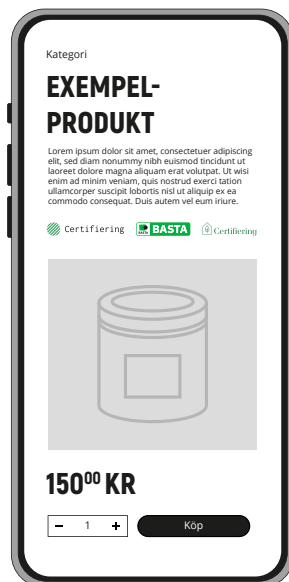 Kategori
EXEMPEL-
PRODUKT
Lorem ipsum dolor sit amet, consectetuer adipiscing
elit, sed diam nonummy nibh euismod tincidunt ut
laoreet dolore magna aliquam erat volutpat. Ut wisi
enim ad minim veniam, quis nostrud exerci tation
ullamcorper suscipit lobortis nisl ut aliquip ex ea
commodo consequat. Duis autem vel eum iriure.
Certifiering BASTA BASTA Certifiering
150⁰⁰ KR
− 1 + Köp